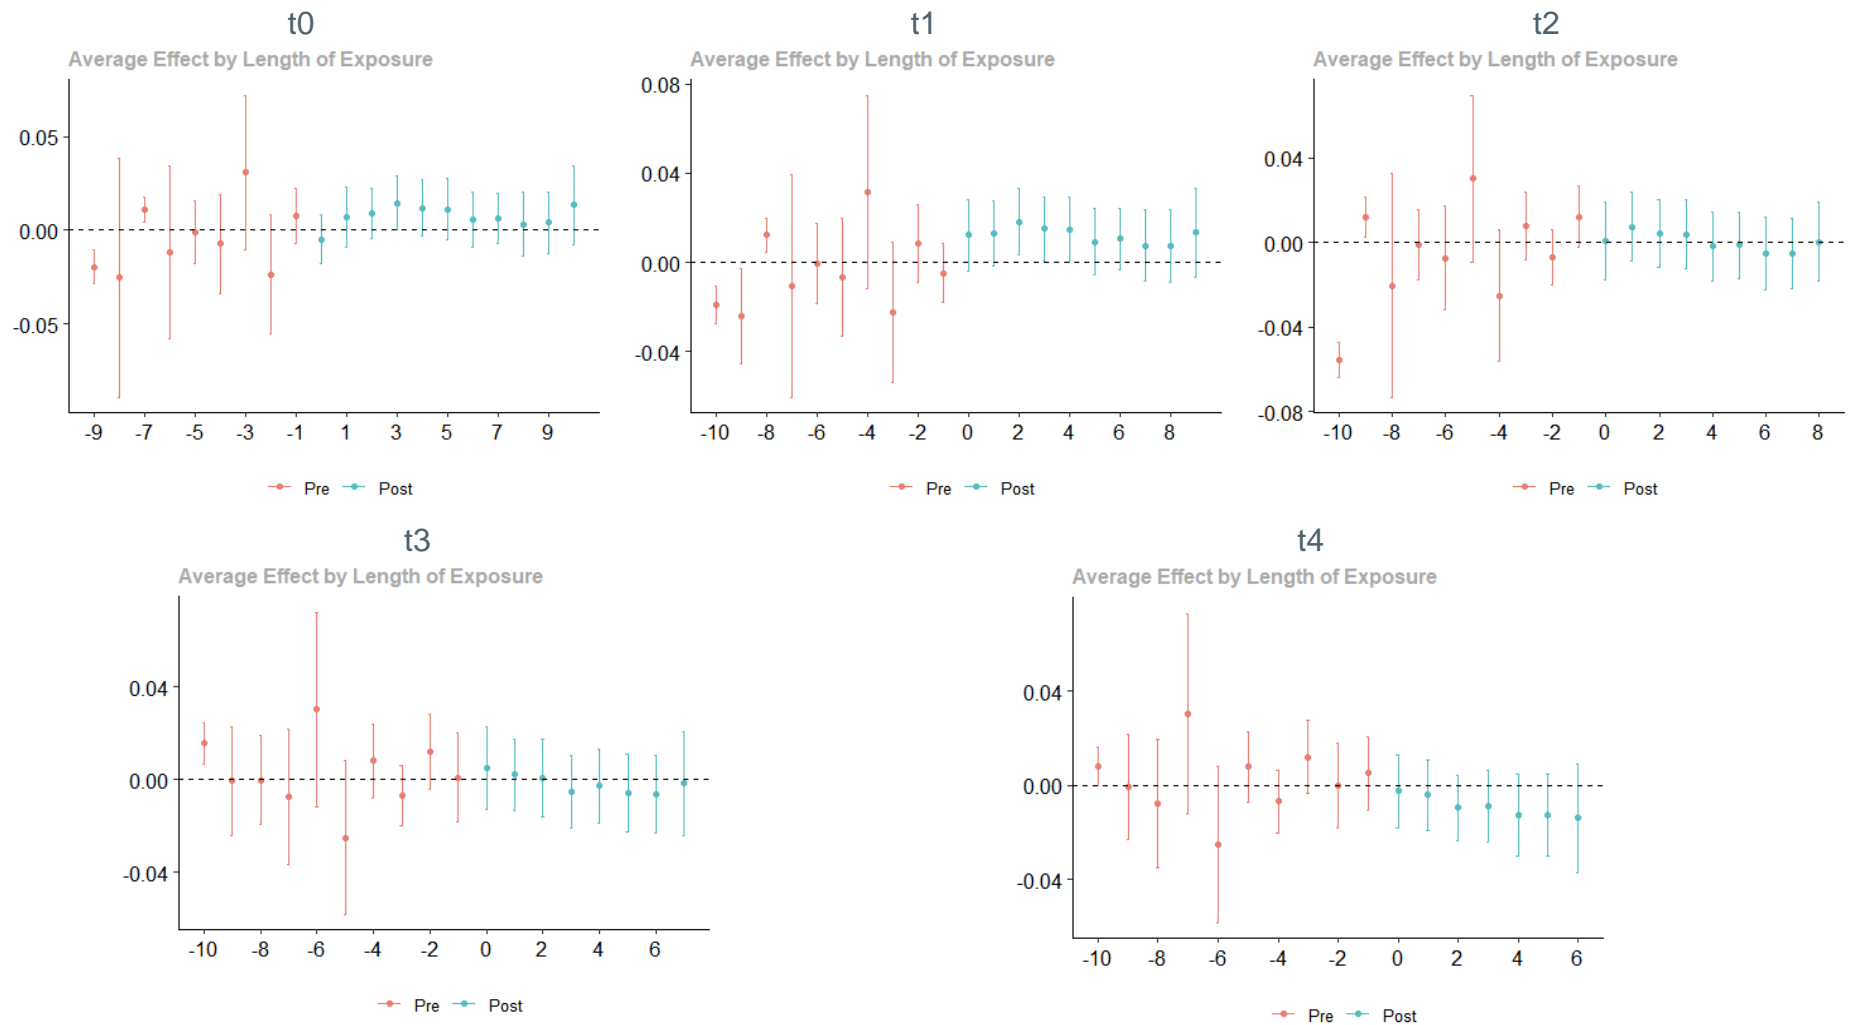 t0
Average Effect by Length of Exposure
0.05
0.00
-0.05
-9 -7 -5 -3 -1 1 3 5 7 9
Pre Post
t1
Average Effect by Length of Exposure
0.08
0.04
0.00
-0.04
-10 -8 -6 -4 -2 0 2 4 6 8
Pre Post
t2
Average Effect by Length of Exposure
0.04
0.00
-0.04
-0.08
-10 -8 -6 -4 -2 0 2 4 6 8
Pre Post
t3
Average Effect by Length of Exposure
0.04
0.00
-0.04
-10 -8 -6 -4 -2 0 2 4 6
Pre Post
t4
Average Effect by Length of Exposure
0.04
0.00
-0.04
-10 -8 -6 -4 -2 0 2 4 6
Pre Post